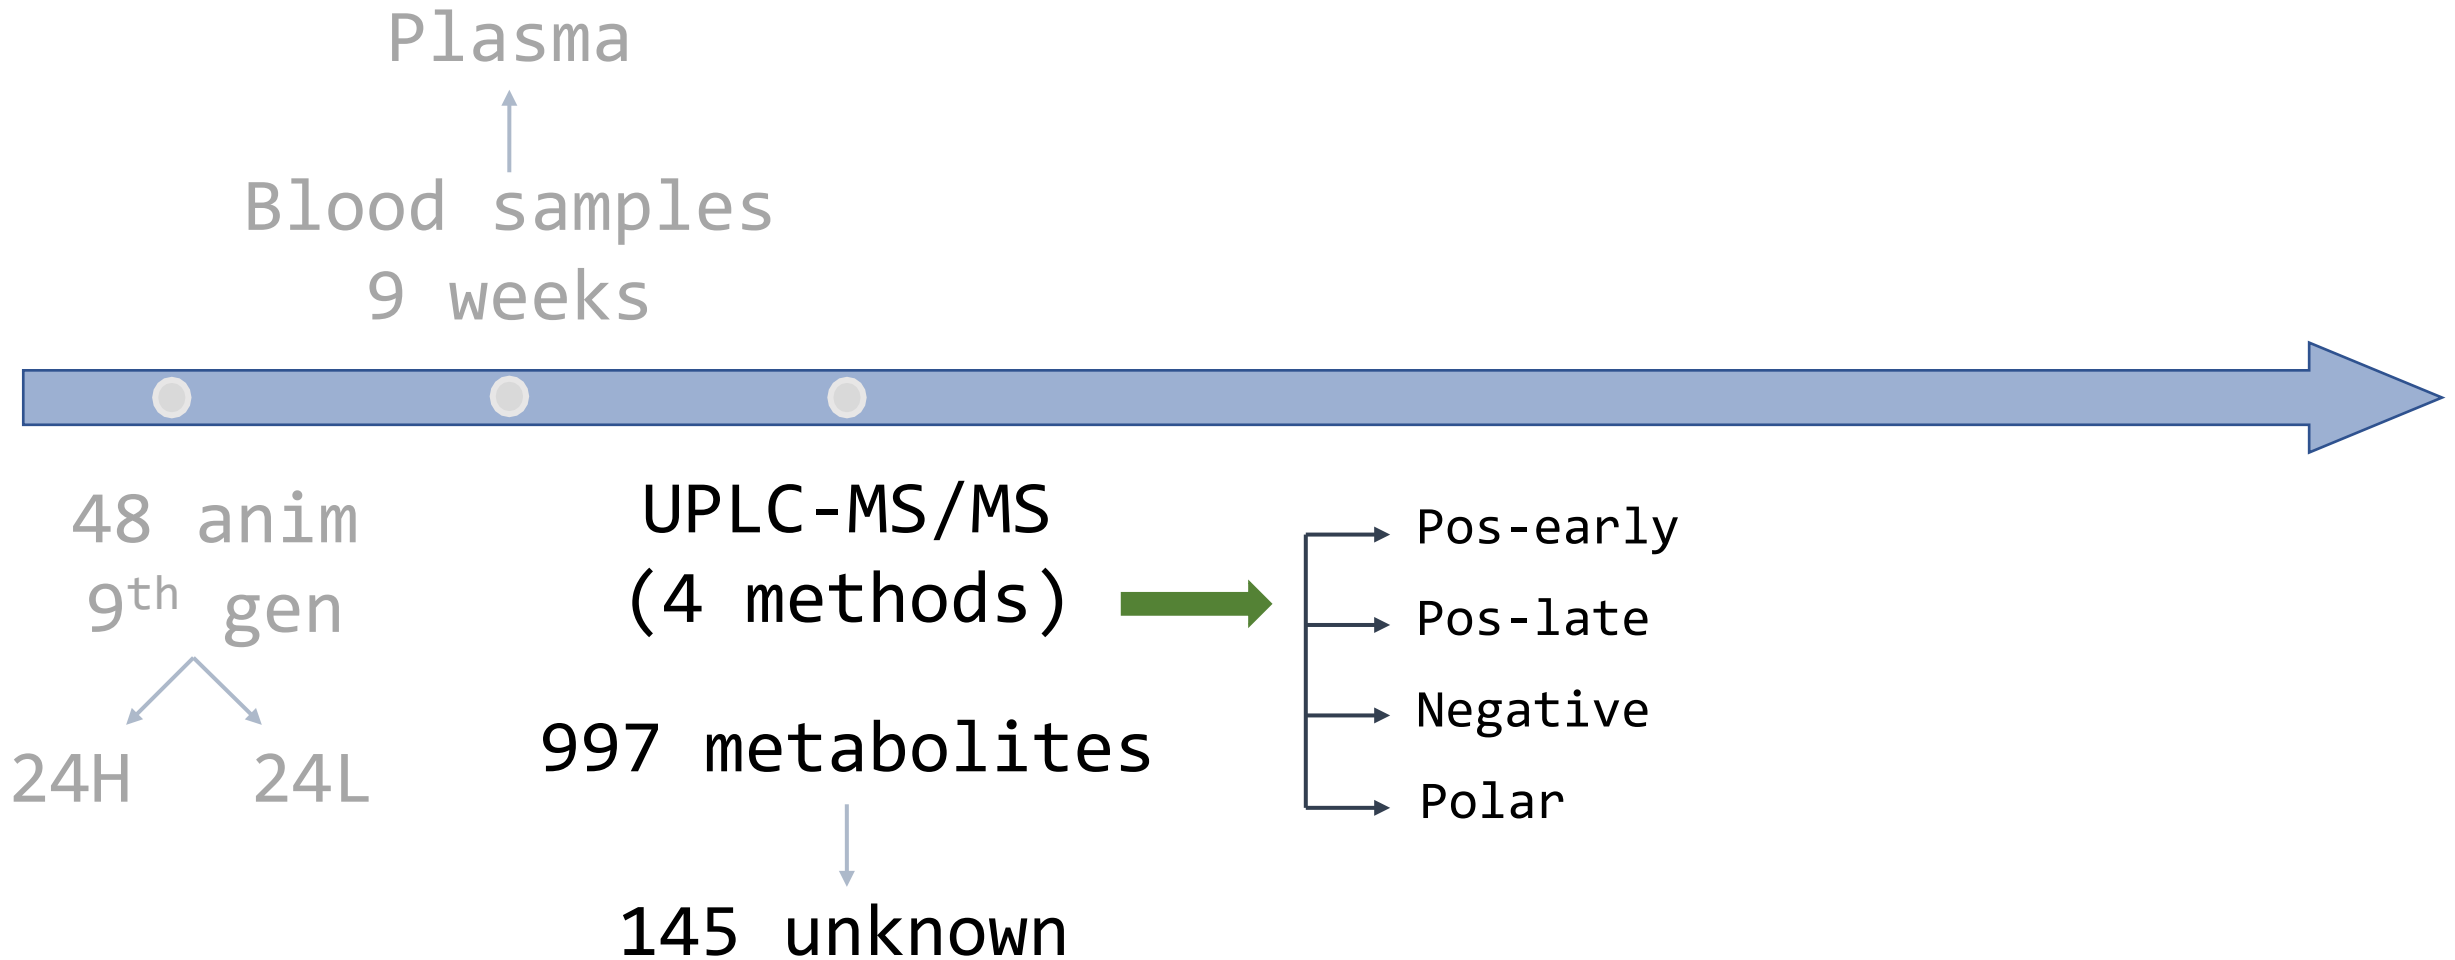 Plasma
Blood samples
9 weeks
48 anim
9th gen
24H 24L
UPLC-MS/MS
(4 methods)
997 metabolites
145 unknown
Pos-early
Pos-late
Negative
Polar